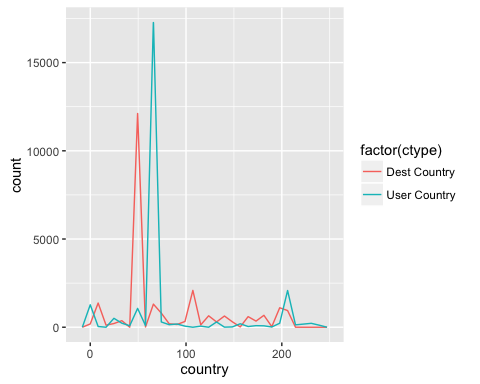 15000
10000
5000
0
count
0 100 200
country
factor(ctype)
Dest Country
User Country